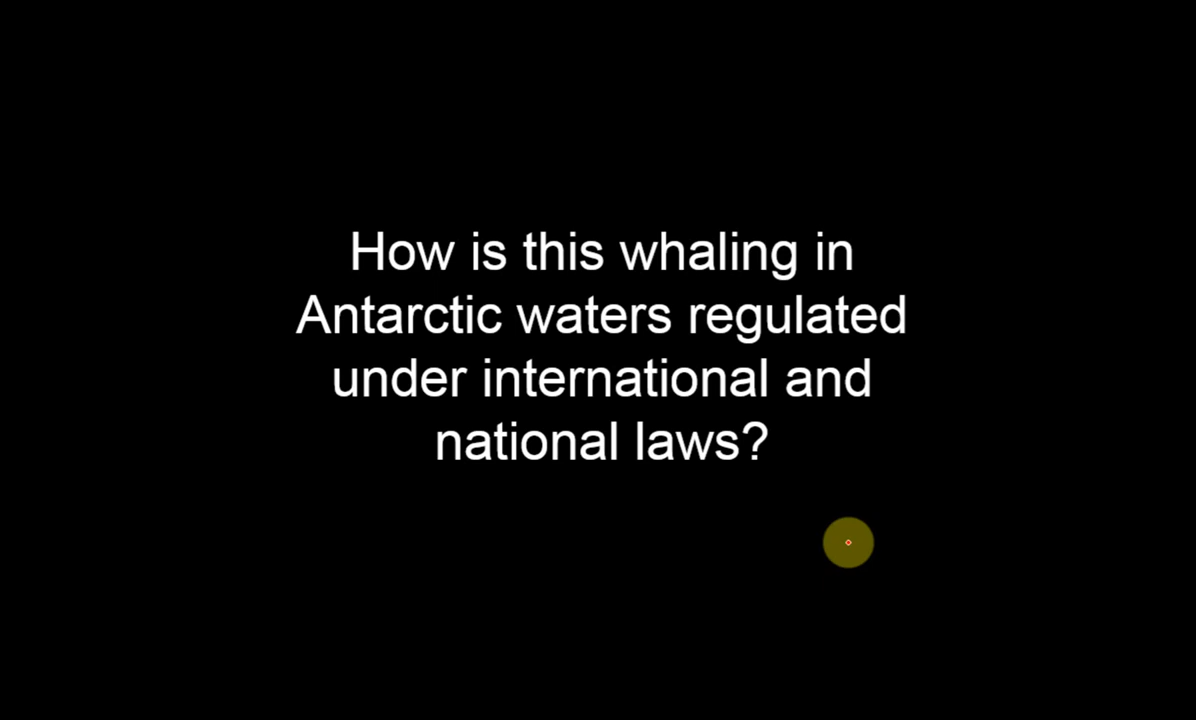 How is this whaling in
Antarctic waters regulated
under international and
national laws?